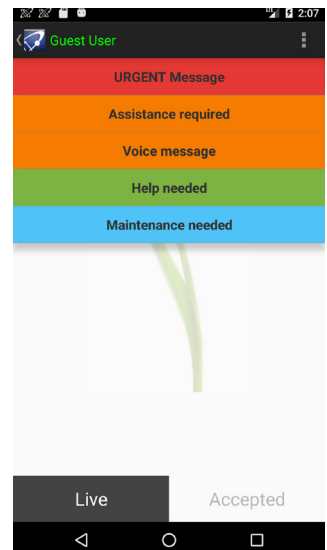 2:07
Guest User
URGENT Message
Assistance required
Voice message
Help needed
Maintenance needed
Live
Accepted